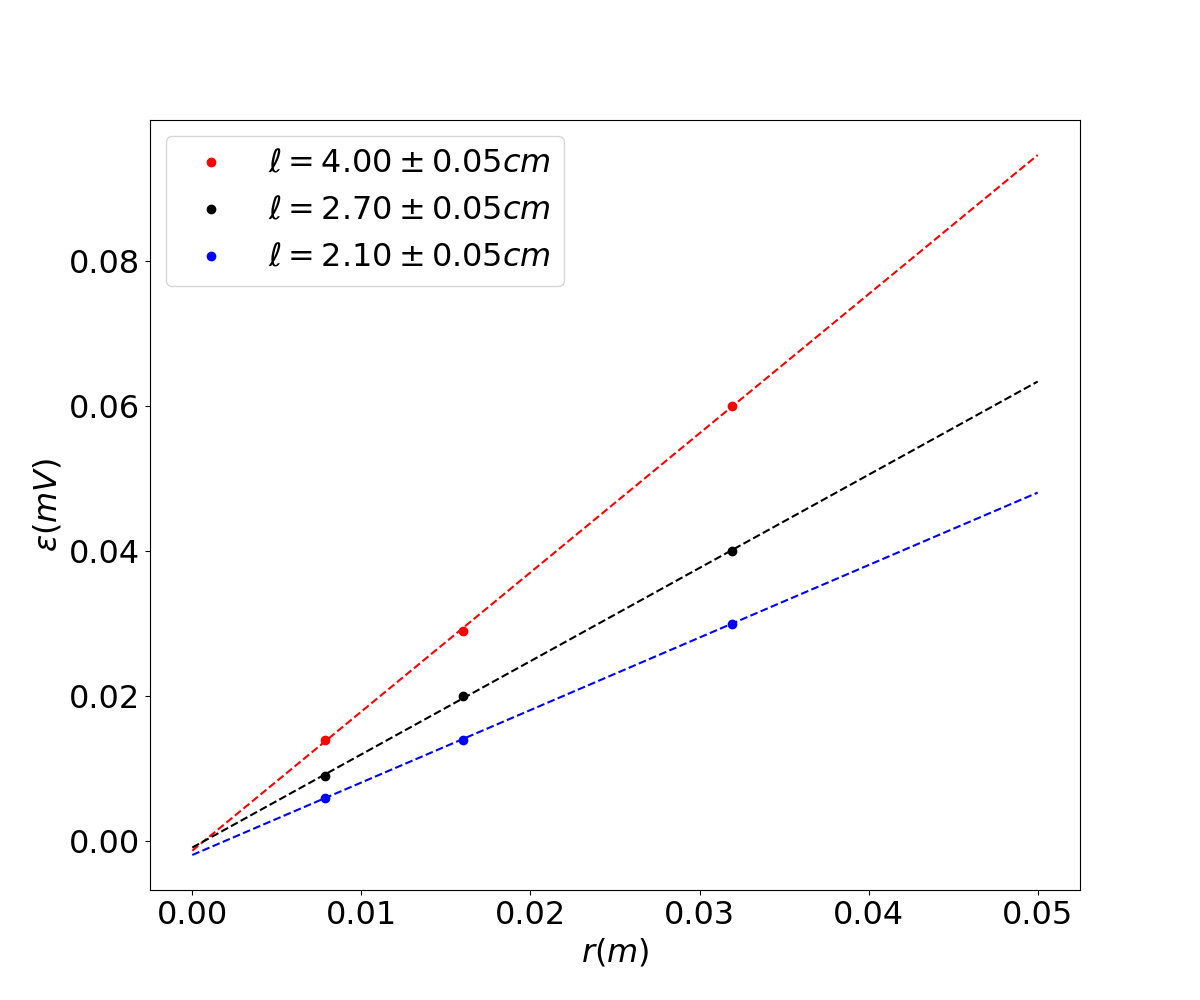 ℓ = 4.00 ± 0.05cm
ℓ = 2.70 ± 0.05cm
ℓ = 2.10 ± 0.05cm
0.08
0.06
0.04
0.02
0.00
ε(mV)
0.00 0.01 0.02 0.03 0.04 0.05
r(m)